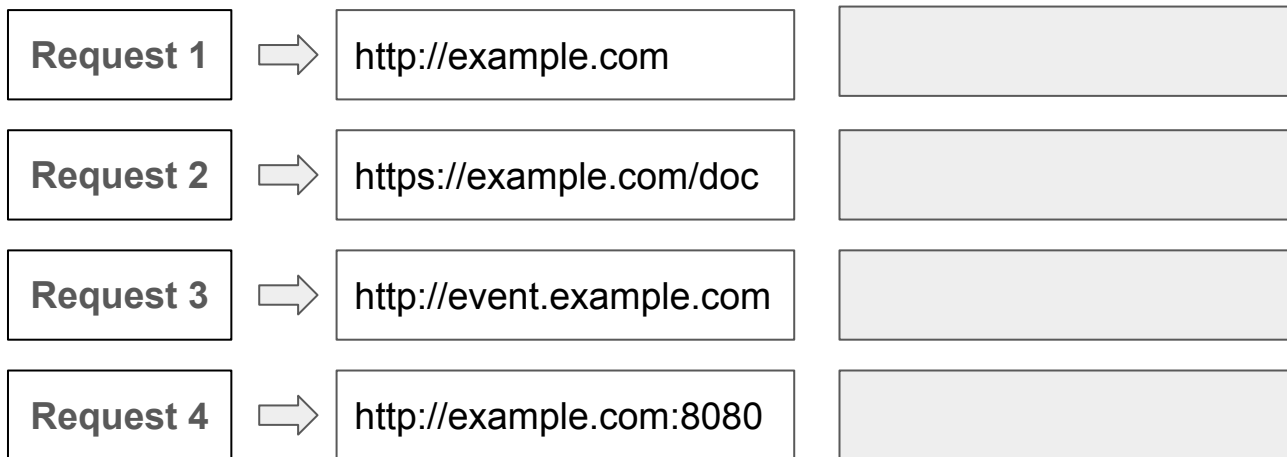 Request 1
http://example.com
Request 2
https://example.com/doc
Request 3
http://event.example.com
Request 4
http://example.com:8080